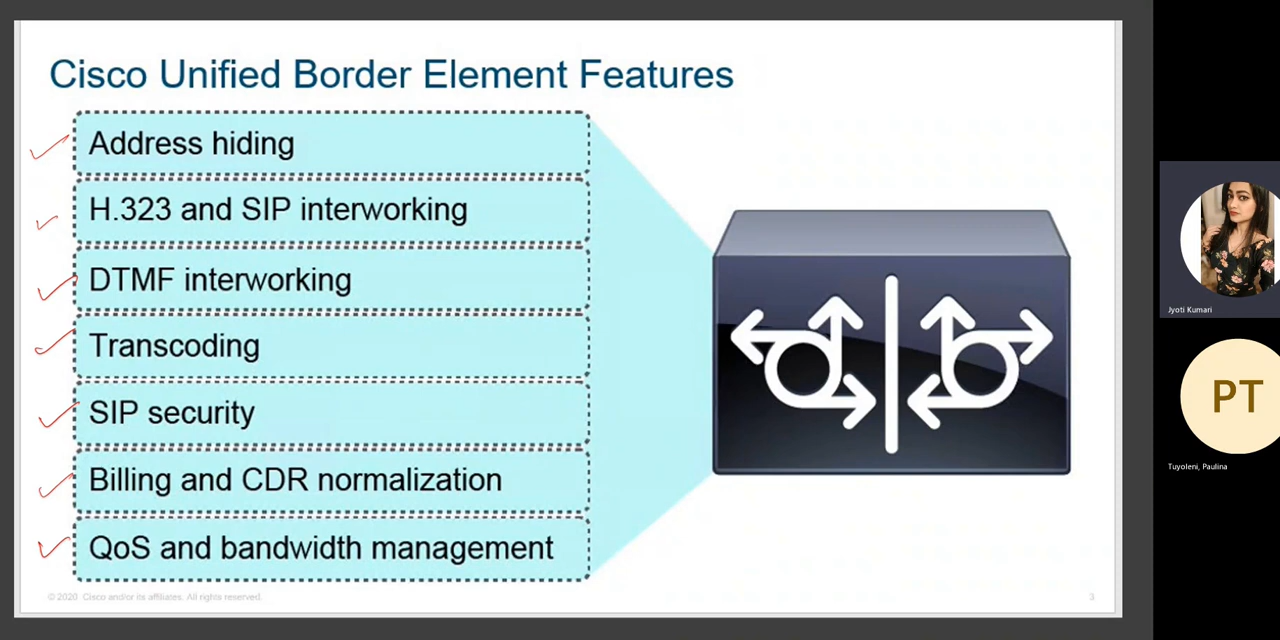 Cisco Unified Border Element Features
Address hiding
H.323 and SIP interworking
DTMF interworking
Transcoding
SIP security
Billing and CDR normalization
QoS and bandwidth management
© 2020 Cisco and/or its affiliates. All rights reserved.
3
Jyoti Kumari
PT
Tuyoleni, Paulina